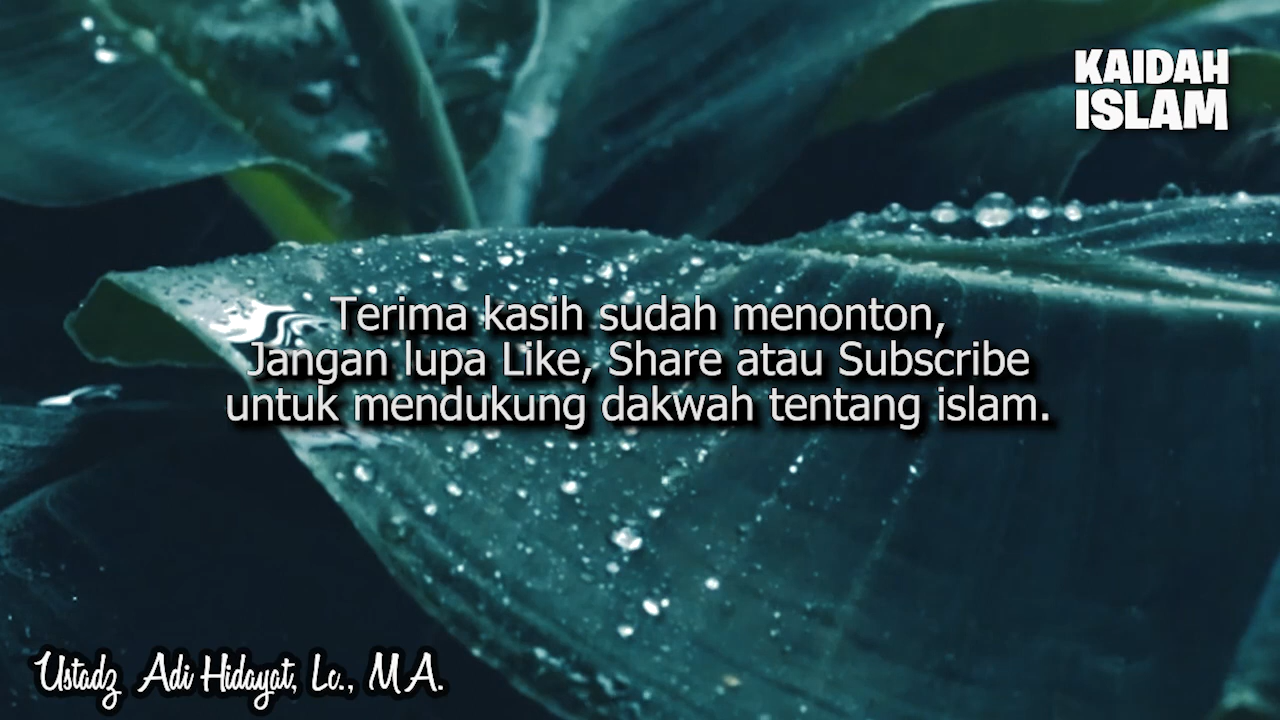 KAIDAH
ISLAM
Terima kasih sudah menonton,
Jangan lupa Like, Share atau Subscribe
untuk mendukung dakwah tentang islam.
Ustadz Adi Hidayat, Lc., M.A.